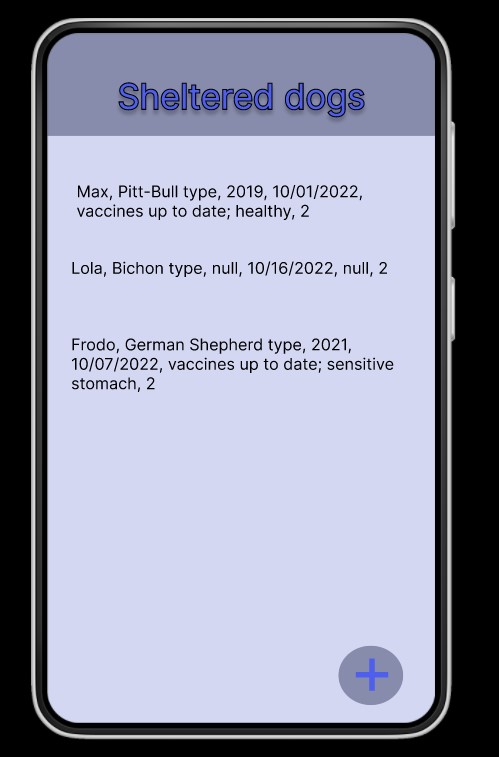 Sheltered dogs
Max, Pitt-Bull type, 2019, 10/01/2022,
vaccines up to date; healthy, 2
Lola, Bichon type, null, 10/16/2022, null, 2
Frodo, German Shepherd type, 2021,
10/07/2022, vaccines up to date; sensitive
stomach, 2
+